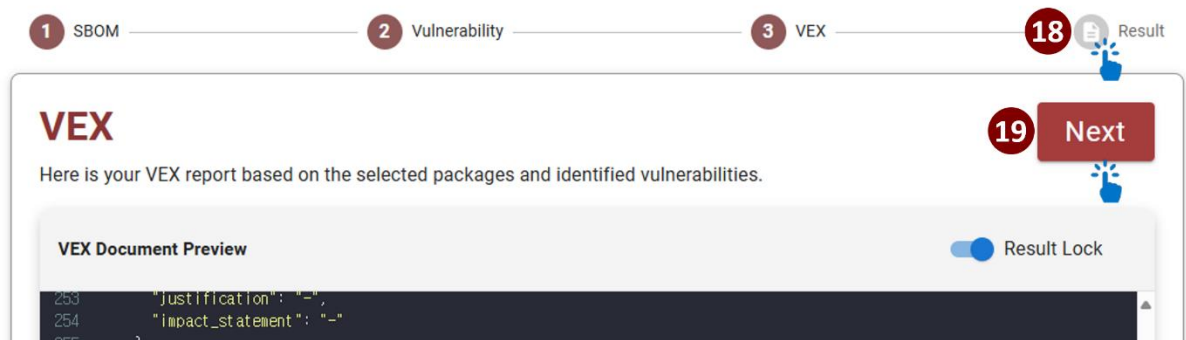 1 SBOM 2 Vulnerability 3 VEX 18 Result
VEX
19 Next
Here is your VEX report based on the selected packages and identified vulnerabilities.
VEX Document Preview Result Lock
253 "justification": "-",
254 "impact_statement": "-"